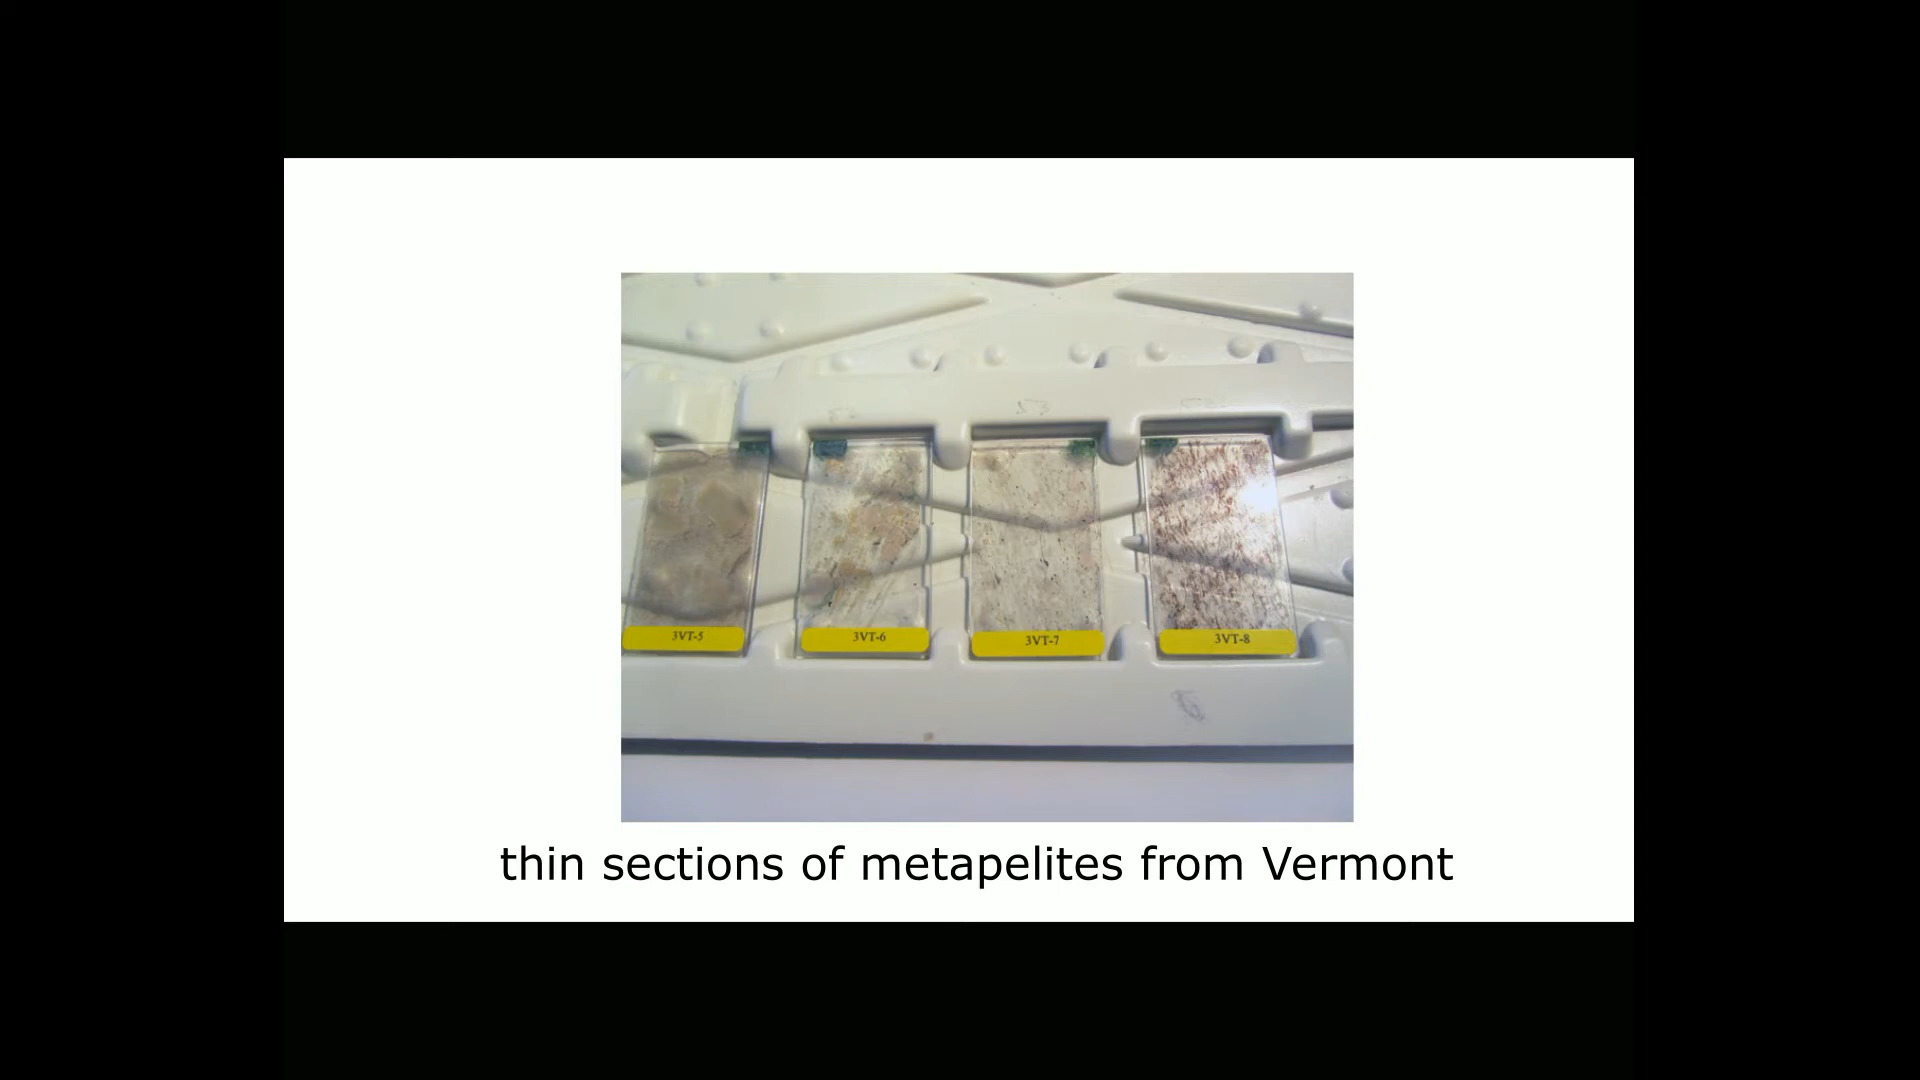 3VT-5 3VT-6 3VT-7 3VT-8
thin sections of metapelites from Vermont